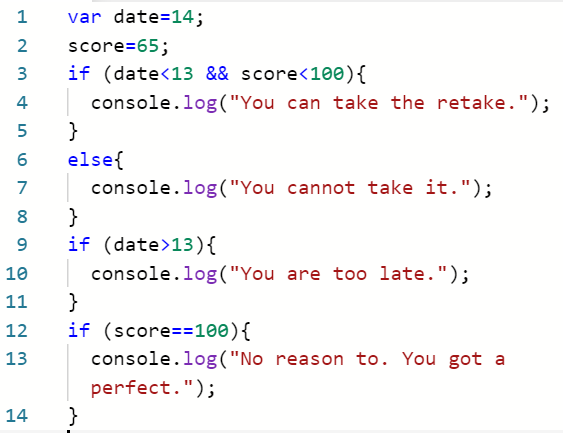 1 var date=14;
2 score=65;
3 if (date<13 && score<100){
4 console.log("You can take the retake.");
5 }
6 else{
7 console.log("You cannot take it.");
8 }
9 if (date>13){
10 console.log("You are too late.");
11 }
12 if (score==100){
13 console.log("No reason to. You got a
perfect.");
14 }